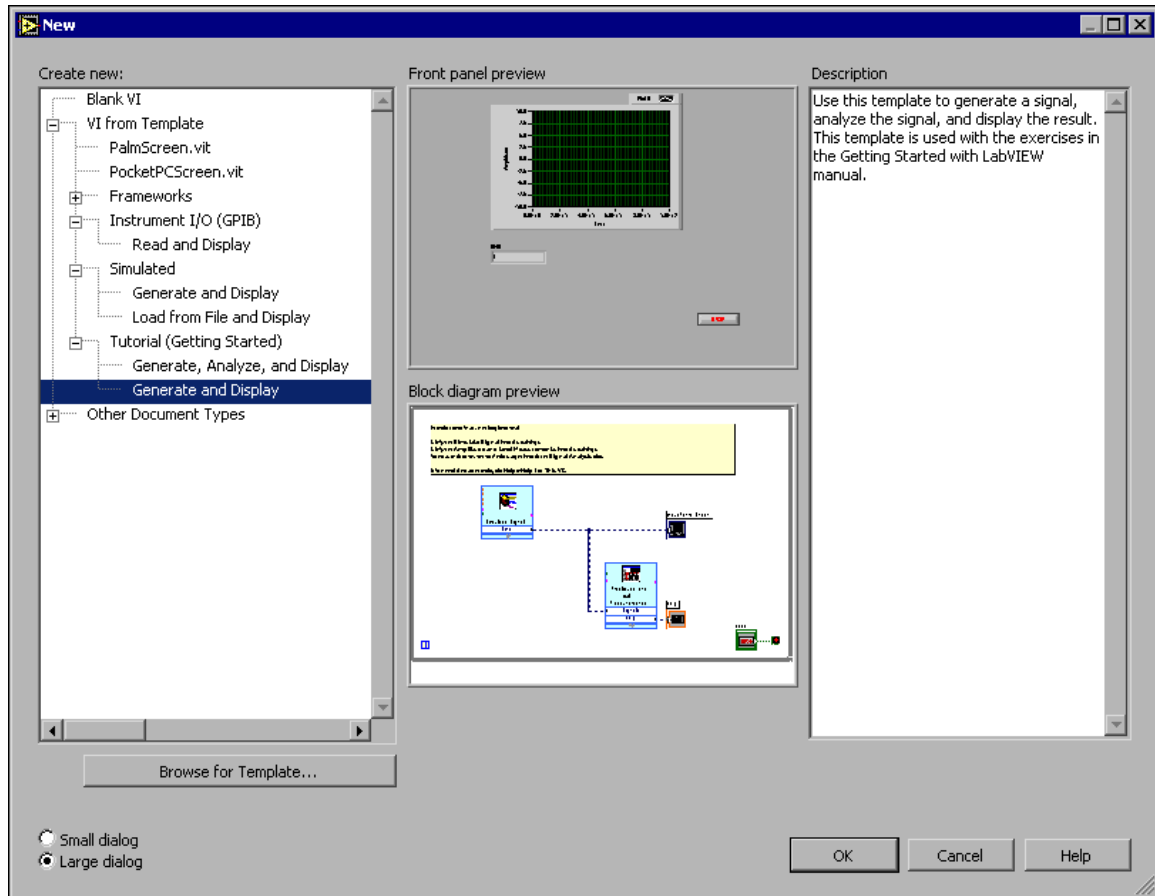 New
Create new:
Blank VI
VI from Template
PalmScreen.vit
PocketPCScreen.vit
Frameworks
Instrument I/O (GPIB)
Read and Display
Simulated
Generate and Display
Load from File and Display
Tutorial (Getting Started)
Generate, Analyze, and Display
Generate and Display
Other Document Types
Browse for Template...
Small dialog
Large dialog
Front panel preview
Block diagram preview
Description
Use this template to generate a signal,
analyze the signal, and display the result.
This template is used with the exercises in
the Getting Started with LabVIEW
manual.
OK
Cancel
Help